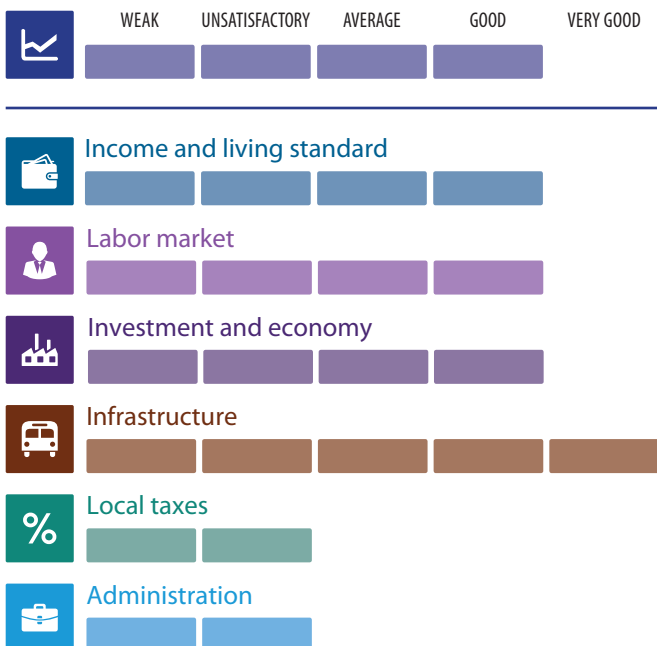 WEAK UNSATISFACTORY AVERAGE GOOD VERY GOOD
Income and living standard
Labor market
Investment and economy
Infrastructure
Local taxes
%
Administration